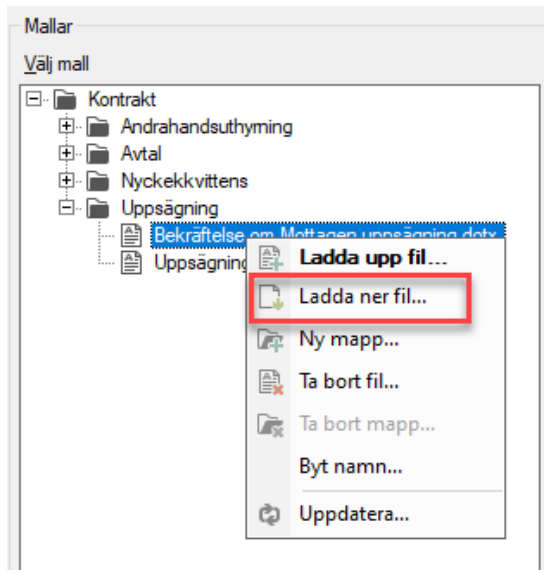 Mallar
Välj mall
Kontrakt
Andrahandsuthyrning
Avtal
Nyckekkvittens
Uppsägning
Bekräftelse om Mottagen uppsägning.dotx
Uppsägning
Ladda upp fil...
Ladda ner fil...
Ny mapp...
Ta bort fil...
Ta bort mapp...
Byt namn...
Uppdatera...